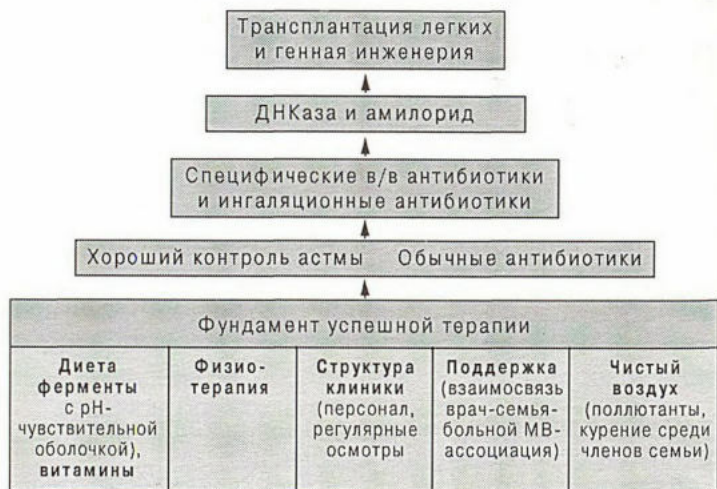 Трансплантация легких
и генная инженерия
ДНКаза и амилорид
Специфические в/в антибиотики
и ингаляционные антибиотики
Хороший контроль астмы Обычные антибиотики
Фундамент успешной терапии
Диета
ферменты
с pH-
чувствительной
оболочкой),
витамины
Физио-
терапия
Структура
клиники
(персонал,
регулярные
осмотры
Поддержка
(взаимосвязь
врач-семья-
больной МВ-
ассоциация)
Чистый
воздух
(поллютанты,
курение среди
членов семьи)